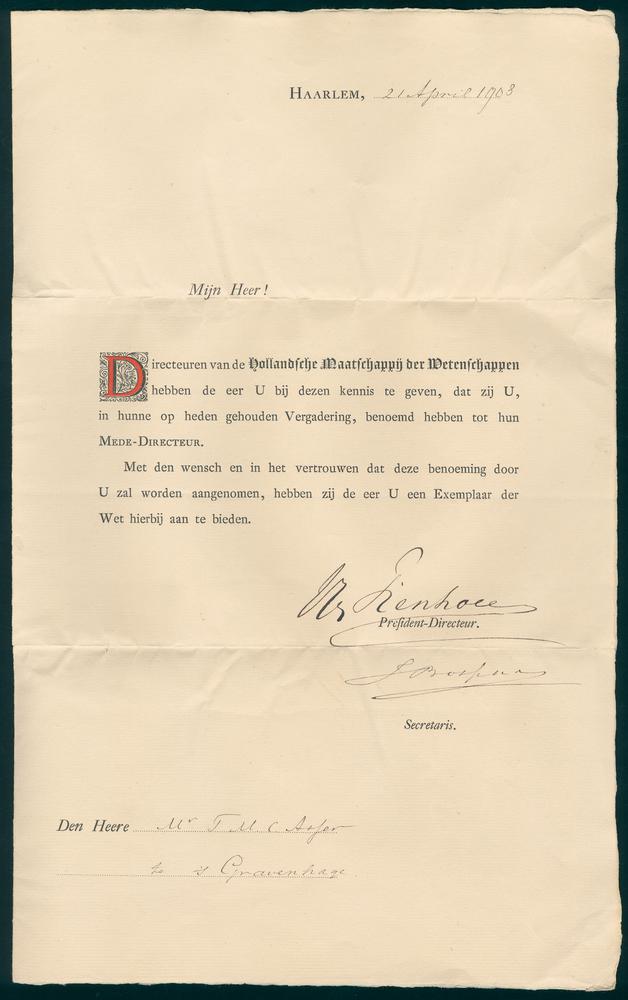 HAARLEM, 21 April 1908
Mijn Heer!
Directeuren van de Hollandsche Maatschappij der Wetenschappen
hebben de eer U bij dezen kennis te geven, dat zij U,
in hunne op heden gehouden Vergadering, benoemd hebben tot hun
MEDE-DIRECTEUR.
Met den wensch en in het vertrouwen dat deze benoeming door
U zal worden aangenomen, hebben zij de eer U een Exemplaar der
Wet hierbij aan te bieden.
President-Directeur.
J Bosscha
Secretaris.
Den Heere Mr T M C Asser
te 's Gravenhage.